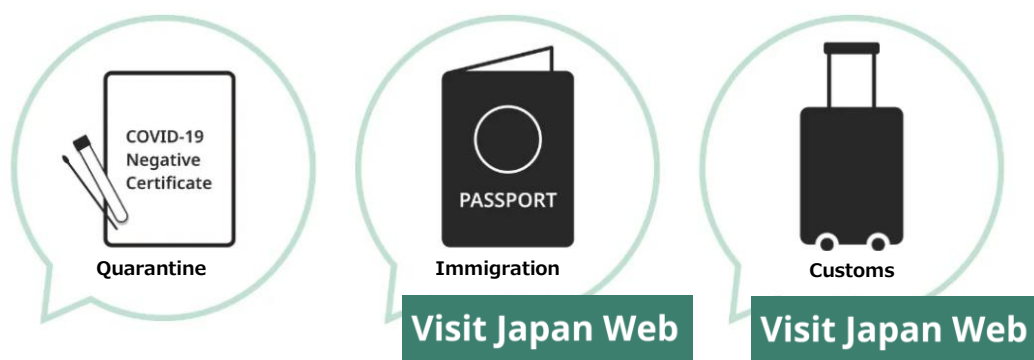 COVID-19
Negative
Certificate
Quarantine
PASSPORT
Immigration
Visit Japan Web
Customs
Visit Japan Web